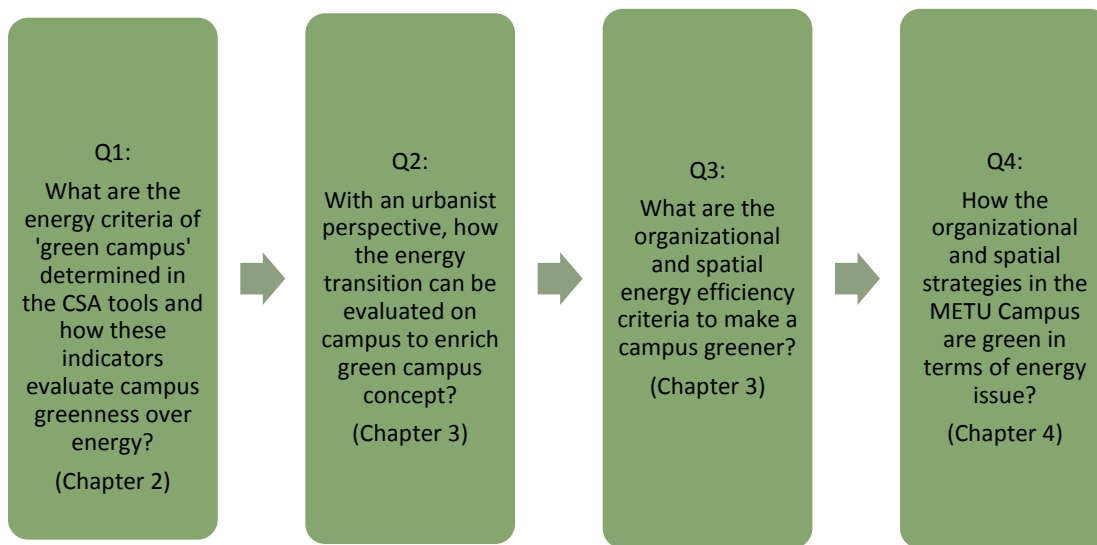 Q1:
What are the
energy criteria of
'green campus'
determined in
the CSA tools and
how these
indicators
evaluate campus
greenness over
energy?
(Chapter 2)
Q2:
With an urbanist
perspective, how
the energy
transition can be
evaluated on
campus to enrich
green campus
concept?
(Chapter 3)
Q3:
What are the
organizational
and spatial
energy efficiency
criteria to make a
campus greener?
(Chapter 3)
Q4:
How the
organizational
and spatial
strategies in the
METU Campus
are green in
terms of energy
issue?
(Chapter 4)